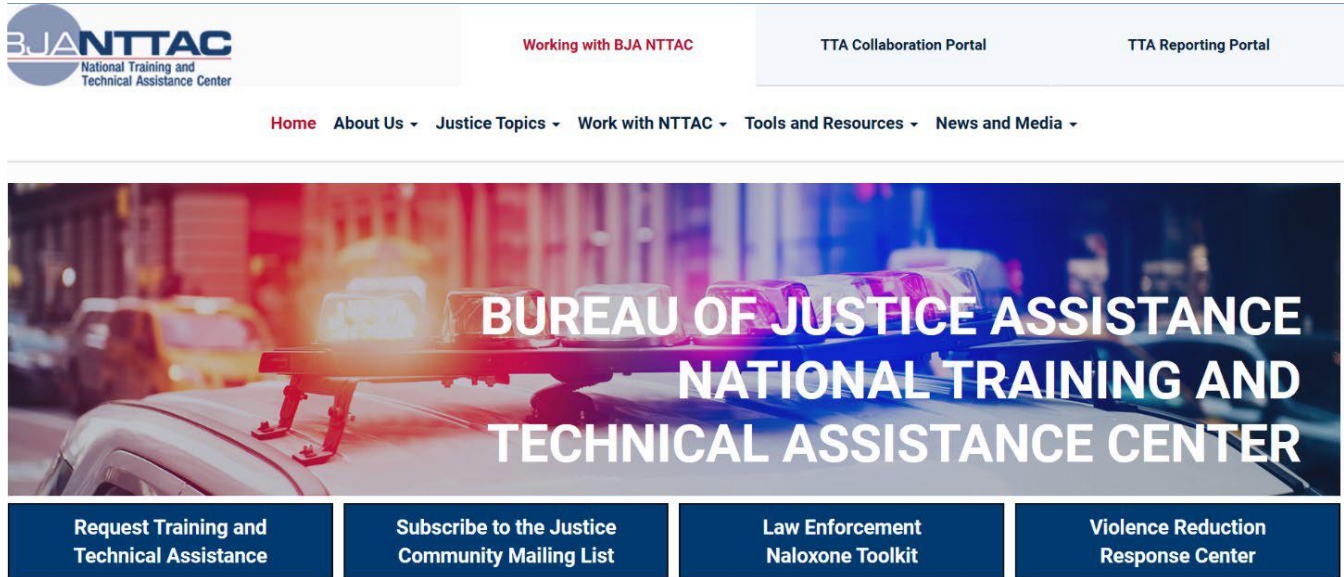 BJANTTAC
National Training and
Technical Assistance Center
Working with BJA NTTAC
TTA Collaboration Portal
TTA Reporting Portal
Home About Us Justice Topics Work with NTTAC Tools and Resources News and Media
BUREAU OF JUSTICE ASSISTANCE
NATIONAL TRAINING AND
TECHNICAL ASSISTANCE CENTER
Request Training and
Technical Assistance
Subscribe to the Justice
Community Mailing List
Law Enforcement
Naloxone Toolkit
Violence Reduction
Response Center